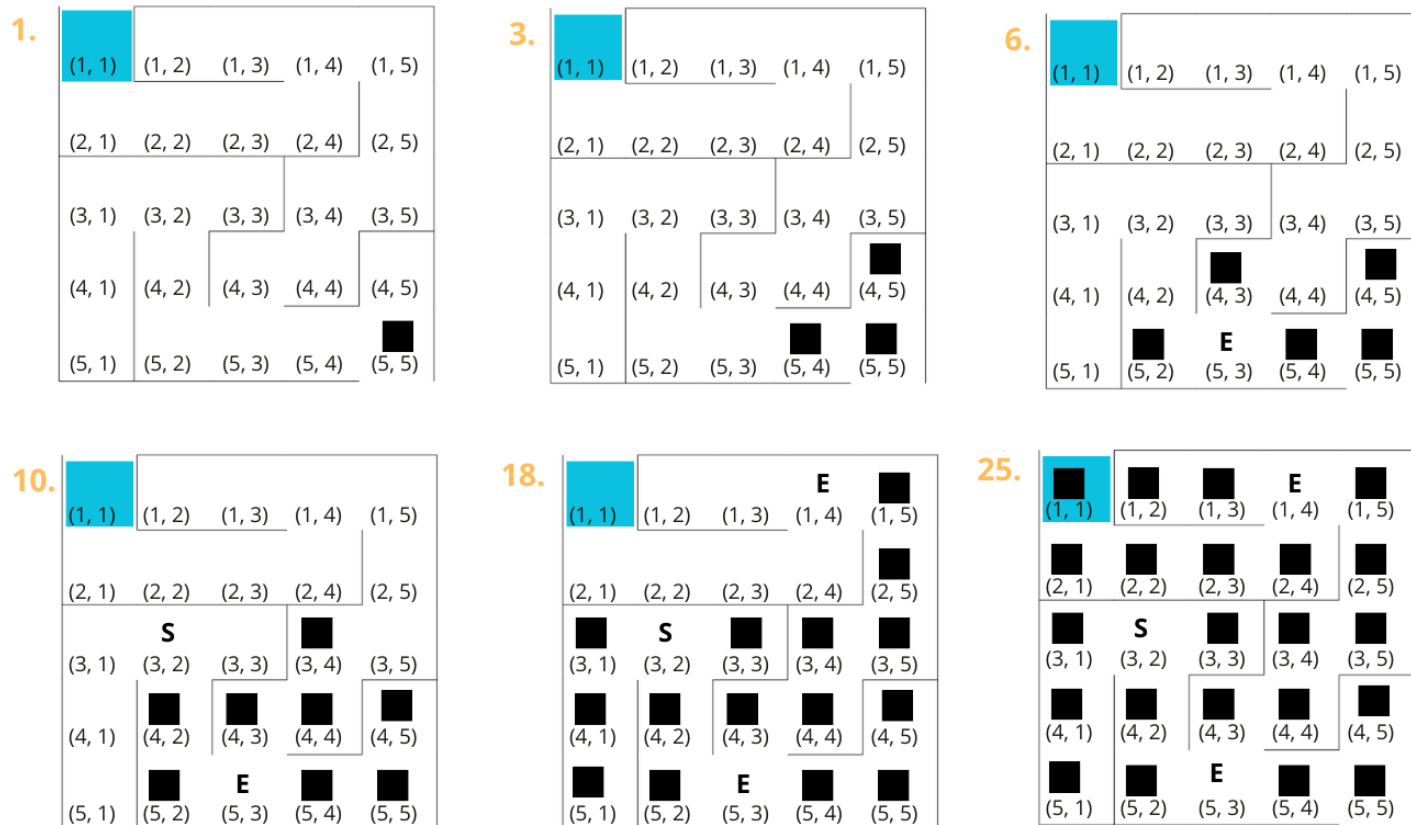 1.
(1, 1) (1, 2) (1, 3) (1, 4) (1, 5)
(2, 1) (2, 2) (2, 3) (2, 4) (2, 5)
(3, 1) (3, 2) (3, 3) (3, 4) (3, 5)
(4, 1) (4, 2) (4, 3) (4, 4) (4, 5)
(5, 1) (5, 2) (5, 3) (5, 4) (5, 5)
3.
(1, 1) (1, 2) (1, 3) (1, 4) (1, 5)
(2, 1) (2, 2) (2, 3) (2, 4) (2, 5)
(3, 1) (3, 2) (3, 3) (3, 4) (3, 5)
(4, 1) (4, 2) (4, 3) (4, 4) (4, 5)
(5, 1) (5, 2) (5, 3) (5, 4) (5, 5)
6.
(1, 1) (1, 2) (1, 3) (1, 4) (1, 5)
(2, 1) (2, 2) (2, 3) (2, 4) (2, 5)
(3, 1) (3, 2) (3, 3) (3, 4) (3, 5)
(4, 1) (4, 2) (4, 3) (4, 4) (4, 5)
E
(5, 1) (5, 2) (5, 3) (5, 4) (5, 5)
10.
(1, 1) (1, 2) (1, 3) (1, 4) (1, 5)
(2, 1) (2, 2) (2, 3) (2, 4) (2, 5)
S
(3, 1) (3, 2) (3, 3) (3, 4) (3, 5)
(4, 1) (4, 2) (4, 3) (4, 4) (4, 5)
E
(5, 1) (5, 2) (5, 3) (5, 4) (5, 5)
18.
E
(1, 1) (1, 2) (1, 3) (1, 4) (1, 5)
(2, 1) (2, 2) (2, 3) (2, 4) (2, 5)
S
(3, 1) (3, 2) (3, 3) (3, 4) (3, 5)
(4, 1) (4, 2) (4, 3) (4, 4) (4, 5)
E
(5, 1) (5, 2) (5, 3) (5, 4) (5, 5)
25.
E
(1, 1) (1, 2) (1, 3) (1, 4) (1, 5)
(2, 1) (2, 2) (2, 3) (2, 4) (2, 5)
S
(3, 1) (3, 2) (3, 3) (3, 4) (3, 5)
(4, 1) (4, 2) (4, 3) (4, 4) (4, 5)
E
(5, 1) (5, 2) (5, 3) (5, 4) (5, 5)